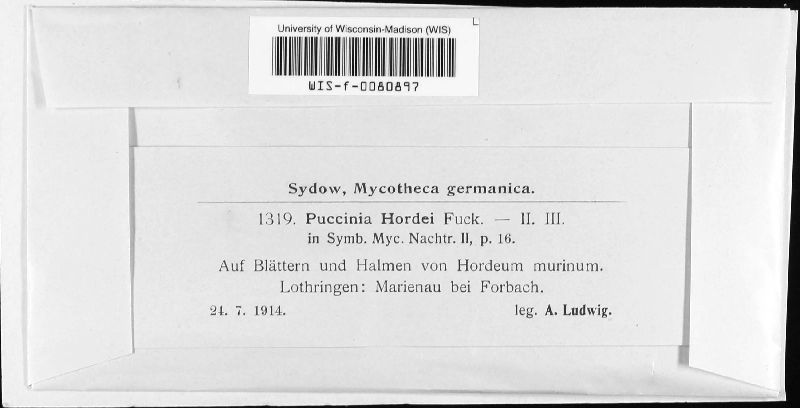 University of Wisconsin-Madison (WIS)
WIS-f-0080897
Sydow, Mycotheca germanica.
1319. Puccinia Hordei Fuck. — II. III.
in Symb. Myc. Nachtr. II, p. 16.
Auf Blättern und Halmen von Hordeum murinum.
Lothringen: Marienau bei Forbach.
24. 7. 1914. leg. A. Ludwig.